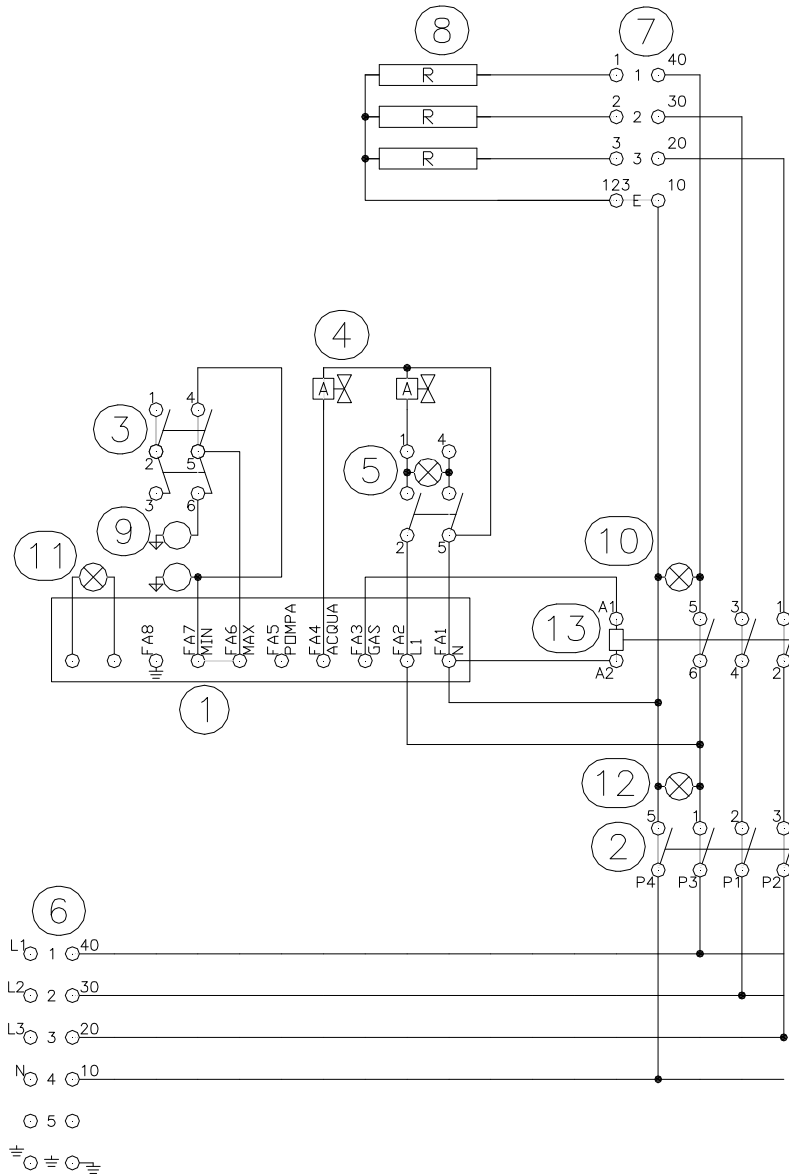 8 7
1 1 40
R
2 2 30
R
3 3 20
R
123 E 10
4
A A
1 4
3
2 5
3 6
1 4
5
2 5
9
11
10
FA8
FA7 MIN
FA6 MAX
FA5 POMPA
FA4 ACQUA
FA3 GAS
FA2 L1
FA1 N
A1 5 3 1
13
A2 6 4 2
1
12
5 1 2 3
2
P4 P3 P1 P2
6
L1 1 40
L2 2 30
L3 3 20
N 4 10
5